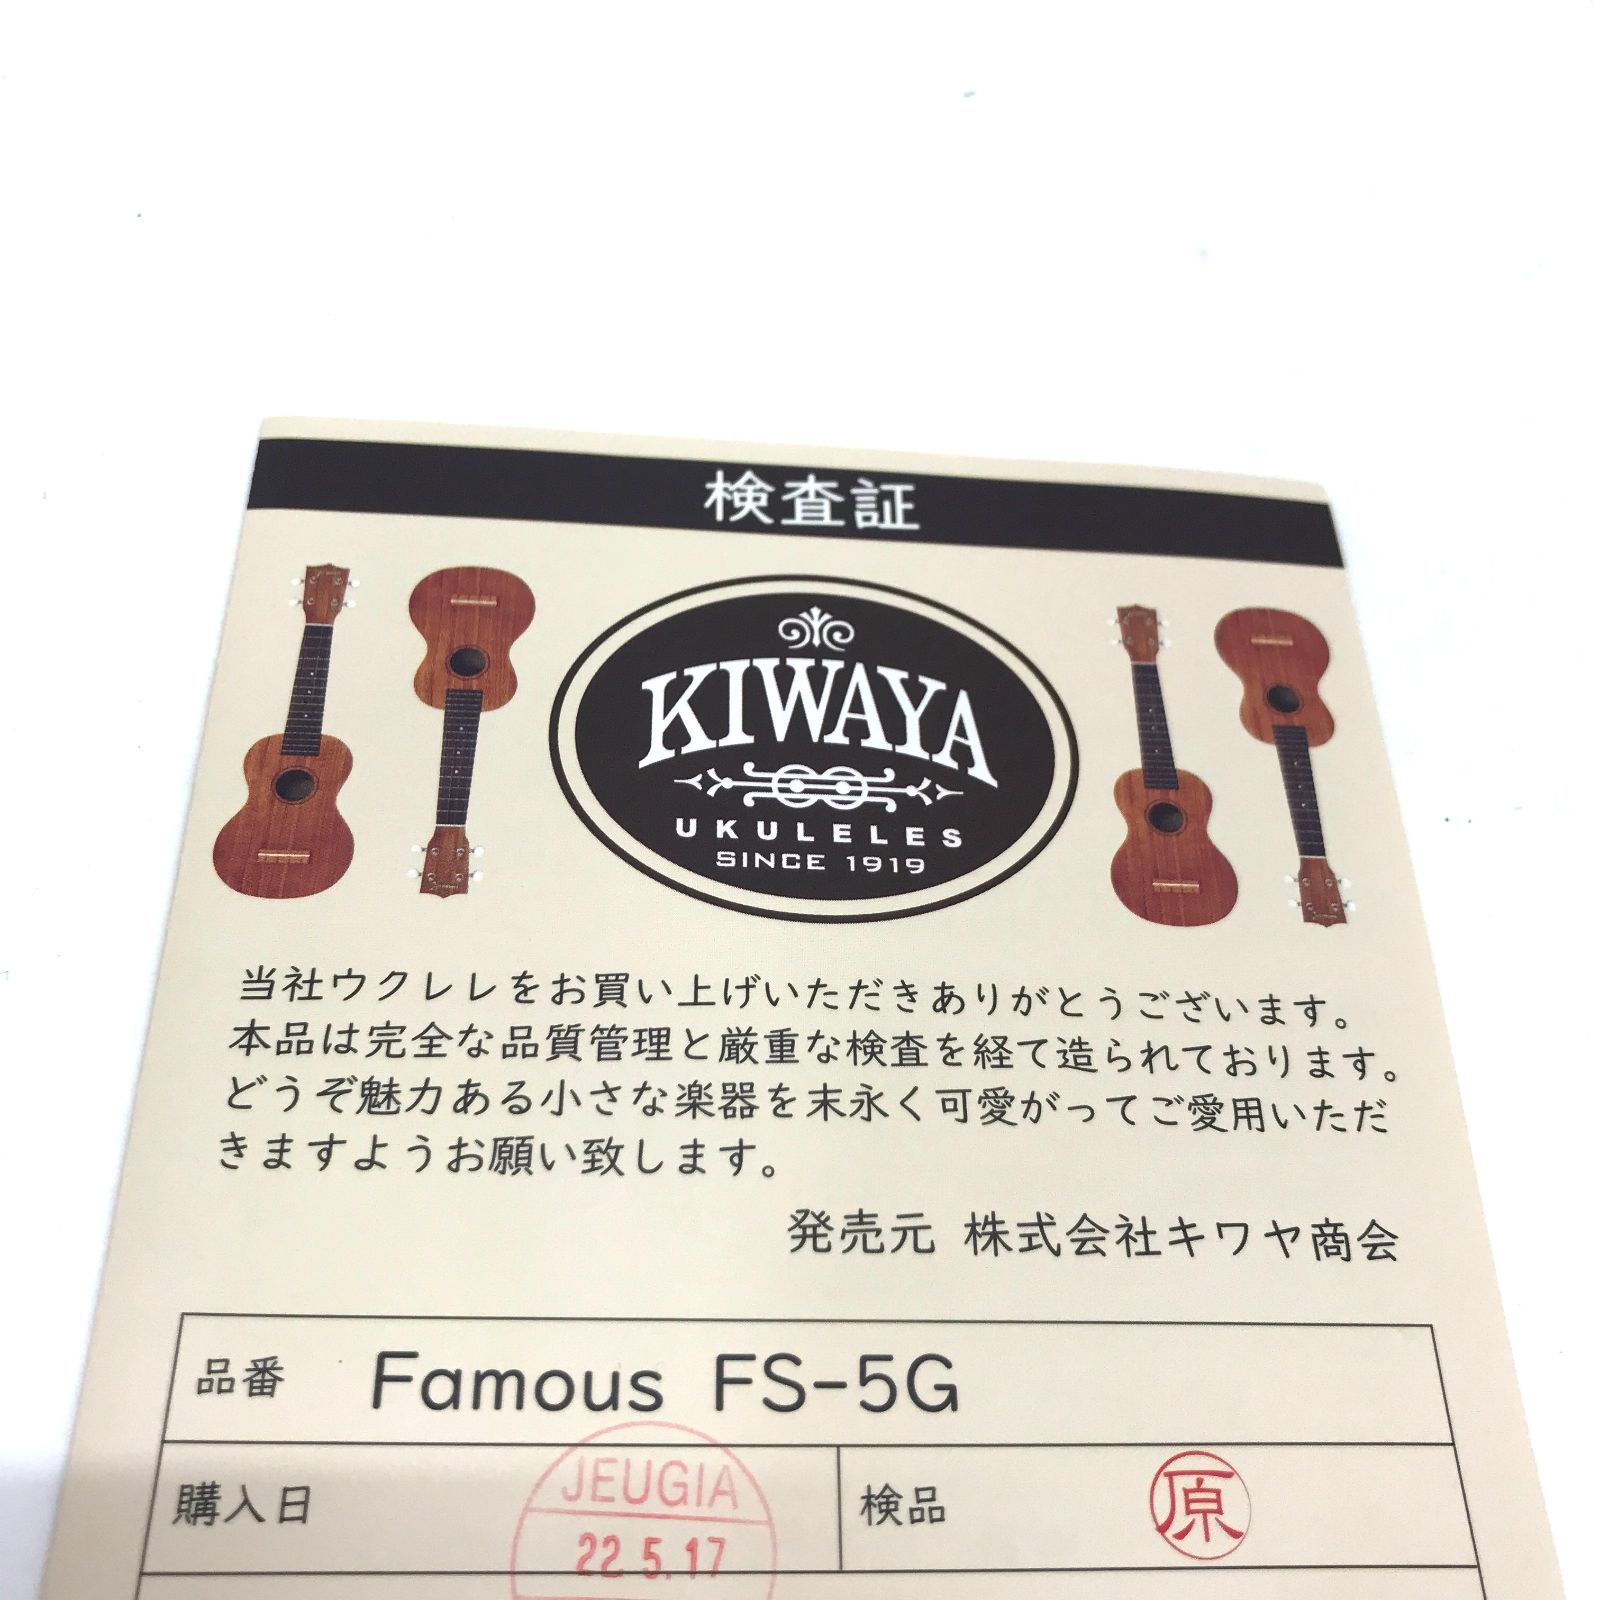 検査証
KIWAYA
UKULELES
SINCE 1919
当社ウクレレをお買い上げいただきありがとうございます。
本品は完全な品質管理と厳重な検査を経て造られております。
どうぞ魅力ある小さな楽器を末永く可愛がってご愛用いただ
きますようお願い致します。
発売元 株式会社キワヤ商会
品番 Famous FS-5G
購入日 JEUGIA 22.5.17
検品 原